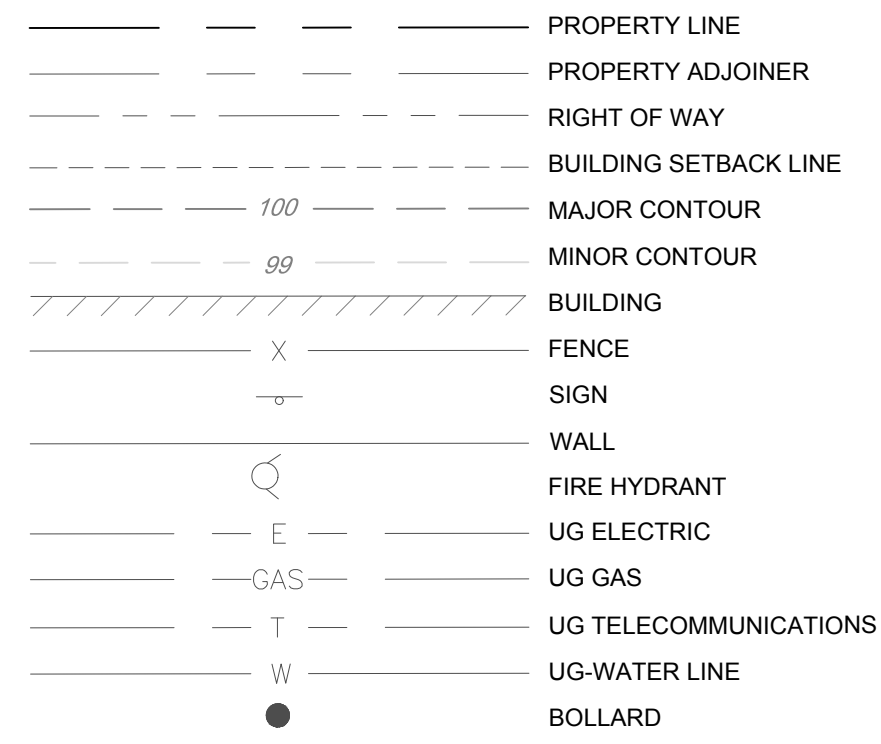 PROPERTY LINE
PROPERTY ADJOINER
RIGHT OF WAY
BUILDING SETBACK LINE
100 MAJOR CONTOUR
99 MINOR CONTOUR
BUILDING
X FENCE
SIGN
WALL
FIRE HYDRANT
E UG ELECTRIC
GAS UG GAS
T UG TELECOMMUNICATIONS
W UG-WATER LINE
BOLLARD